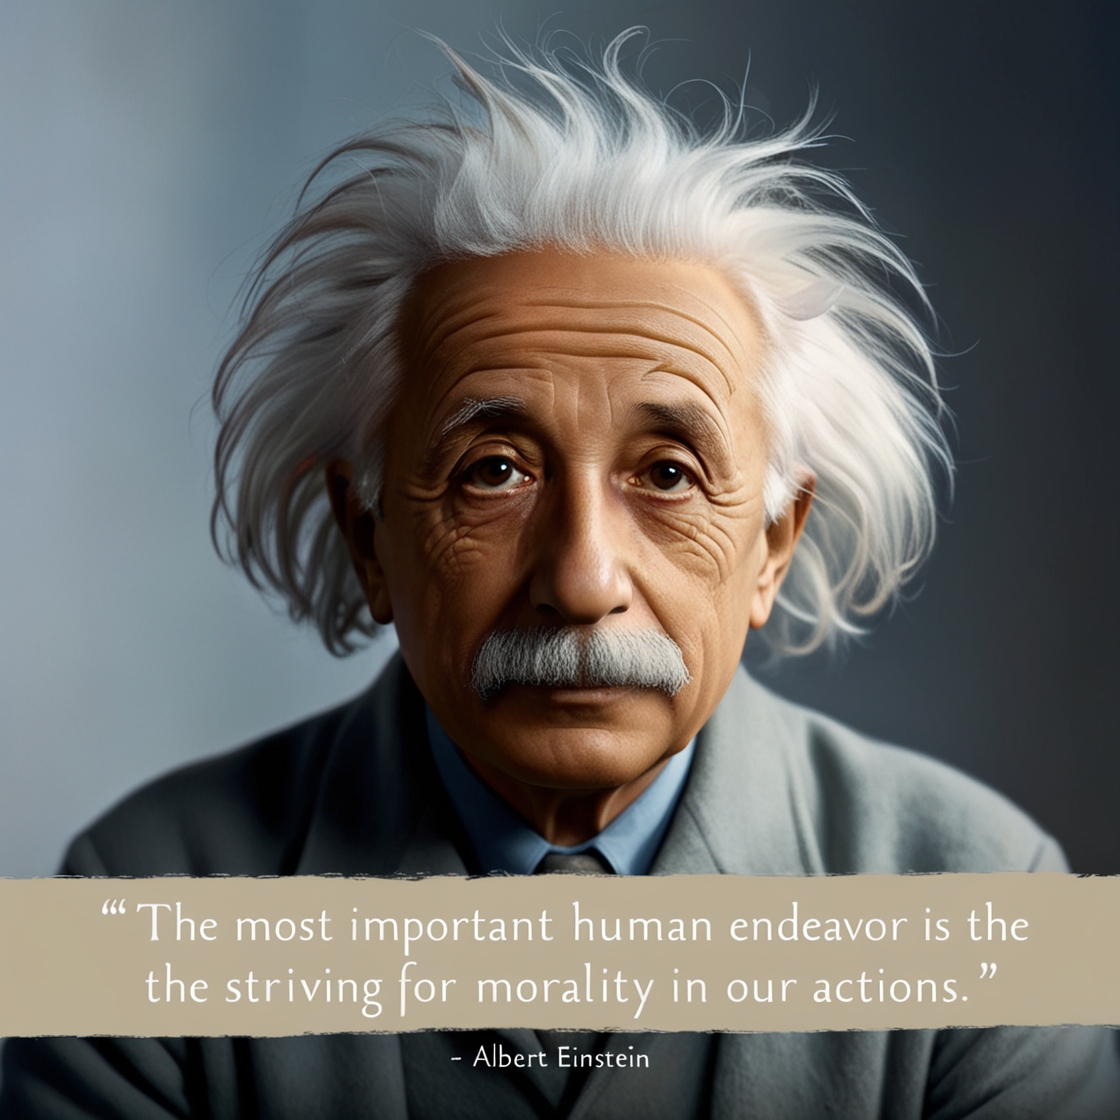 “‘The most important human endeavor is the
the striving for morality in our actions.”
- Albert Einstein